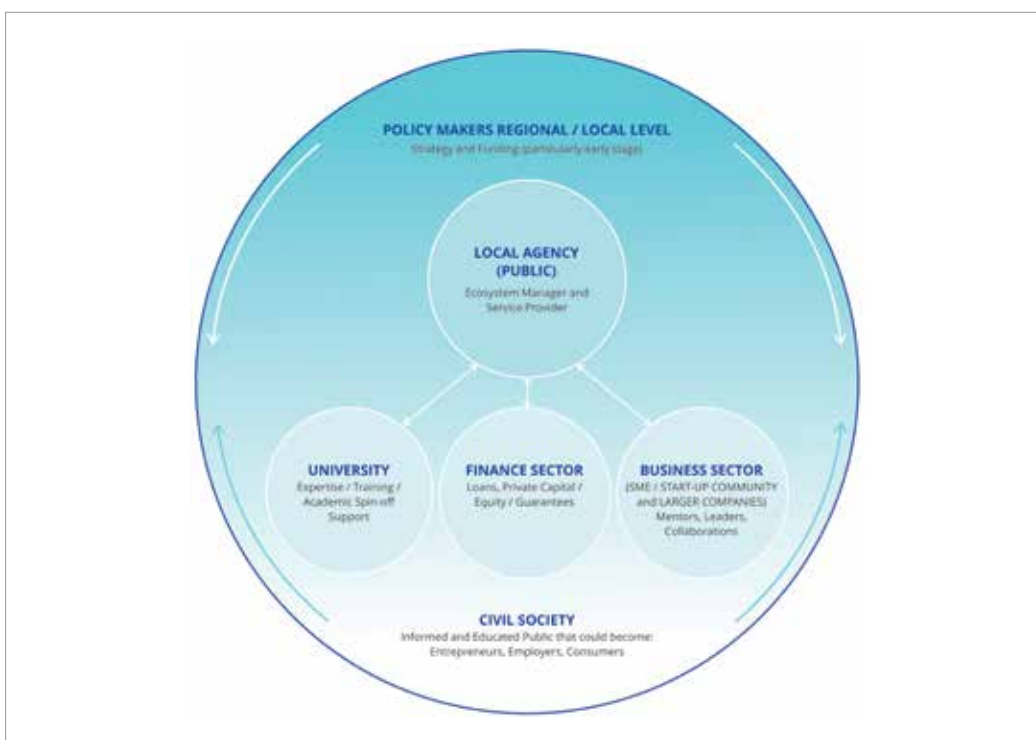 POLICY MAKERS REGIONAL / LOCAL LEVEL
Strategy and Funding (particularly early stage)
LOCAL AGENCY
(PUBLIC)
Ecosystem Manager and
Service Provider
UNIVERSITY
Expertise / Training /
Academic Spin-off
Support
FINANCE SECTOR
Loans, Private Capital /
Equity / Guarantees
BUSINESS SECTOR
(SME / START-UP COMMUNITY
and LARGER COMPANIES)
Mentors, Leaders,
Collaborations
CIVIL SOCIETY
Informed and Educated Public that could become:
Entrepreneurs, Employers, Consumers